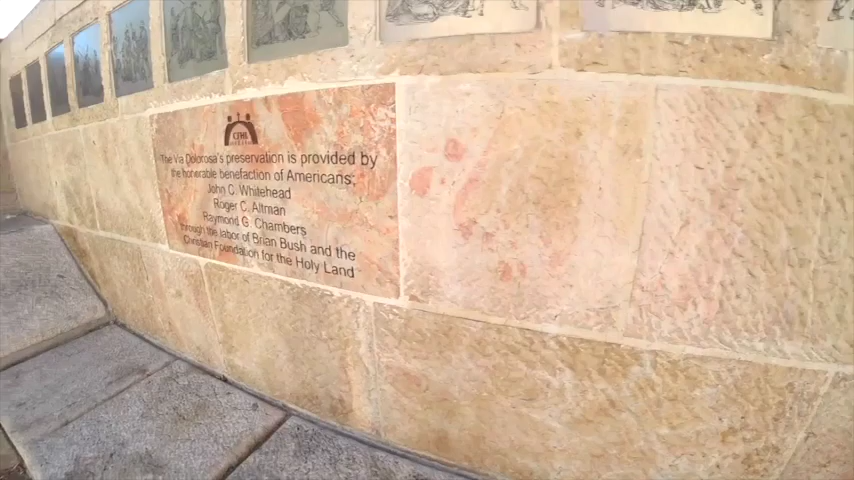 CFHL
The Via Dolorosa's preservation is provided by
the honorable benefaction of Americans;
John C. Whitehead
Roger C. Altman
Raymond G. Chambers
through the labor of Brian Bush and the
Christian Foundation for the Holy Land